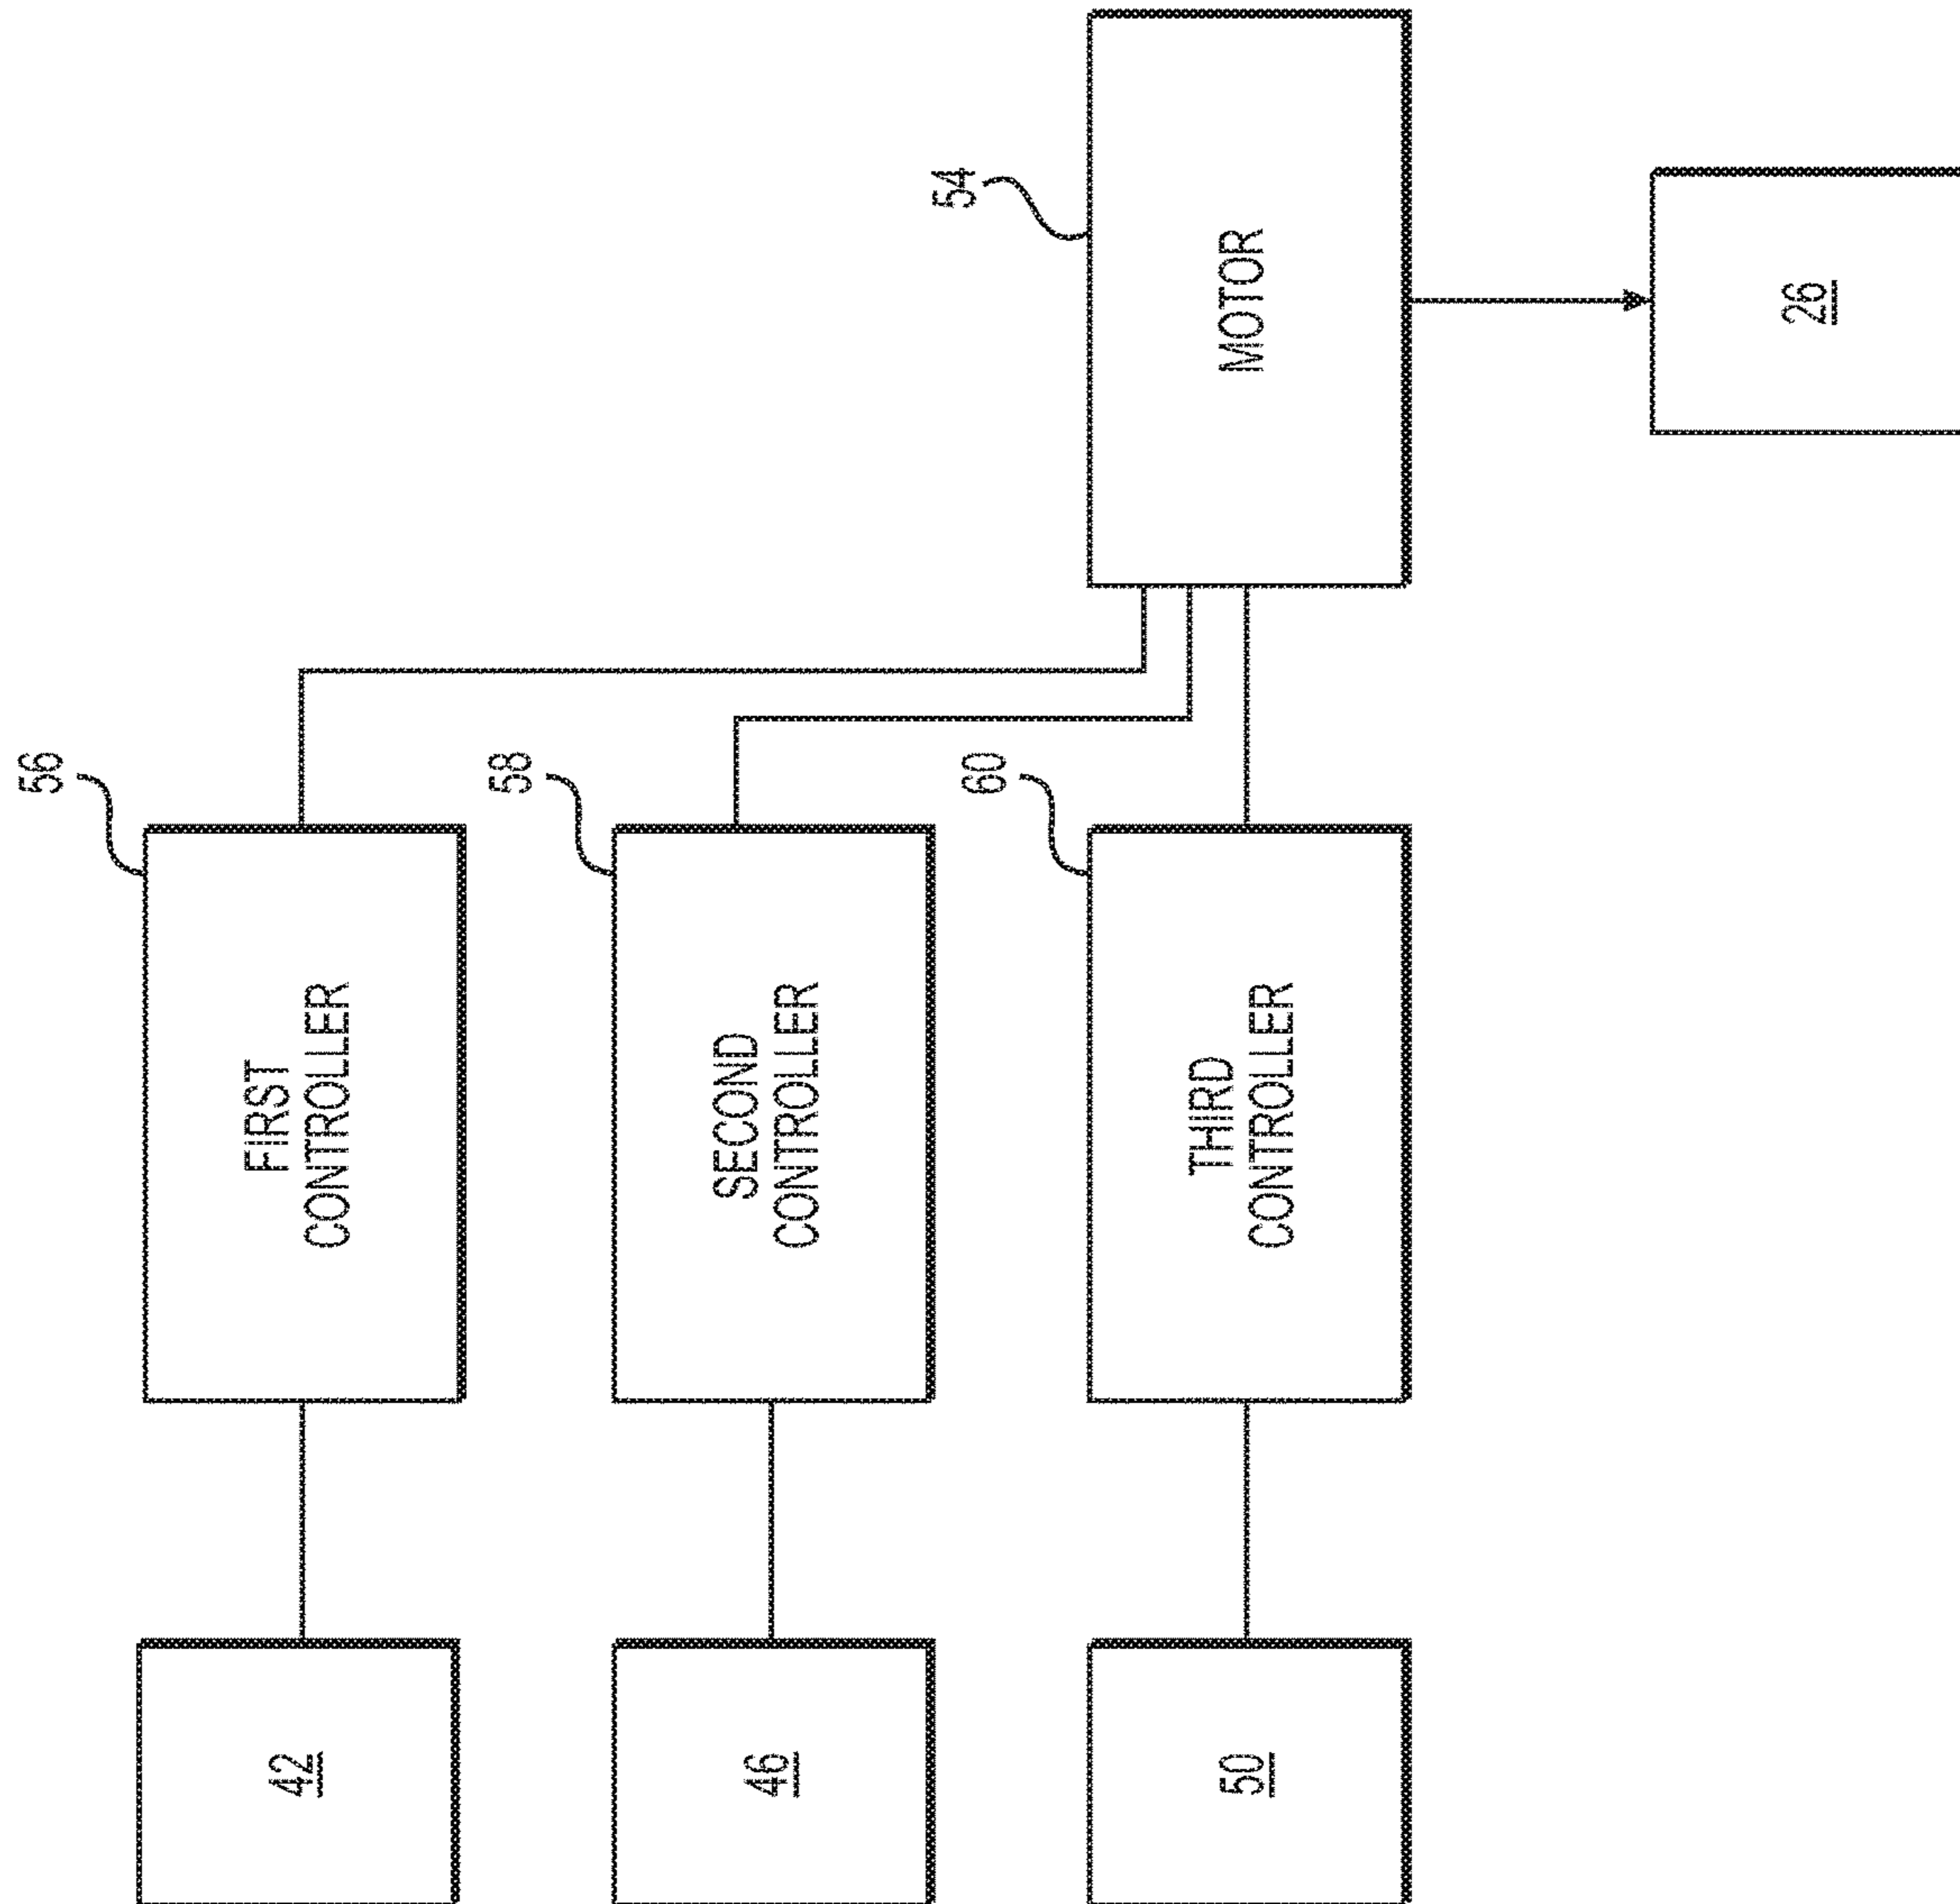 56
58
60
54
42
FIRST
CONTROLLER
46
SECOND
CONTROLLER
50
THIRD
CONTROLLER
MOTOR
26